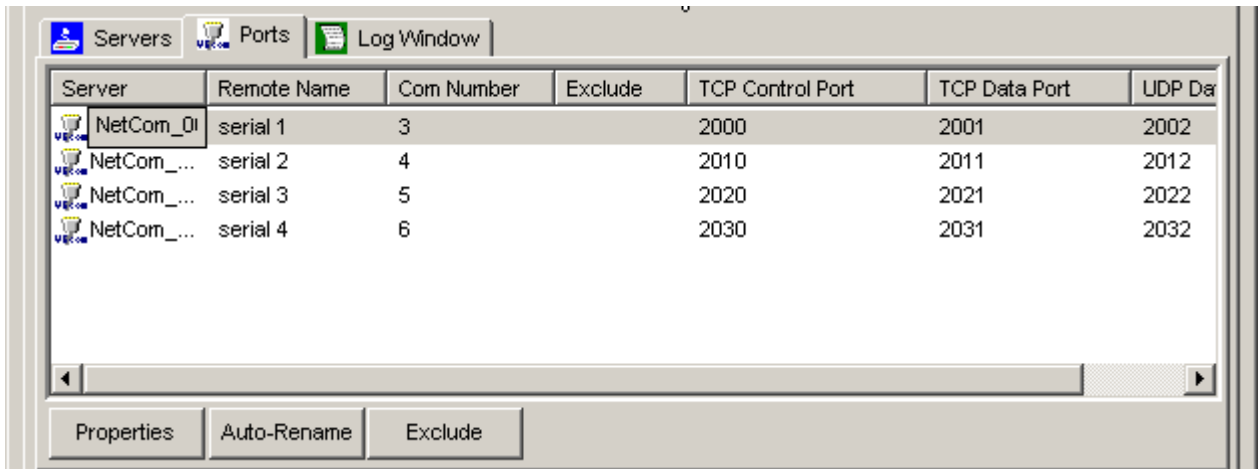 Servers Ports Log Window
Server Remote Name Com Number Exclude TCP Control Port TCP Data Port UDP Da
NetCom_0 serial 1 3 2000 2001 2002
NetCom_... serial 2 4 2010 2011 2012
NetCom_... serial 3 5 2020 2021 2022
NetCom_... serial 4 6 2030 2031 2032
Properties Auto-Rename Exclude